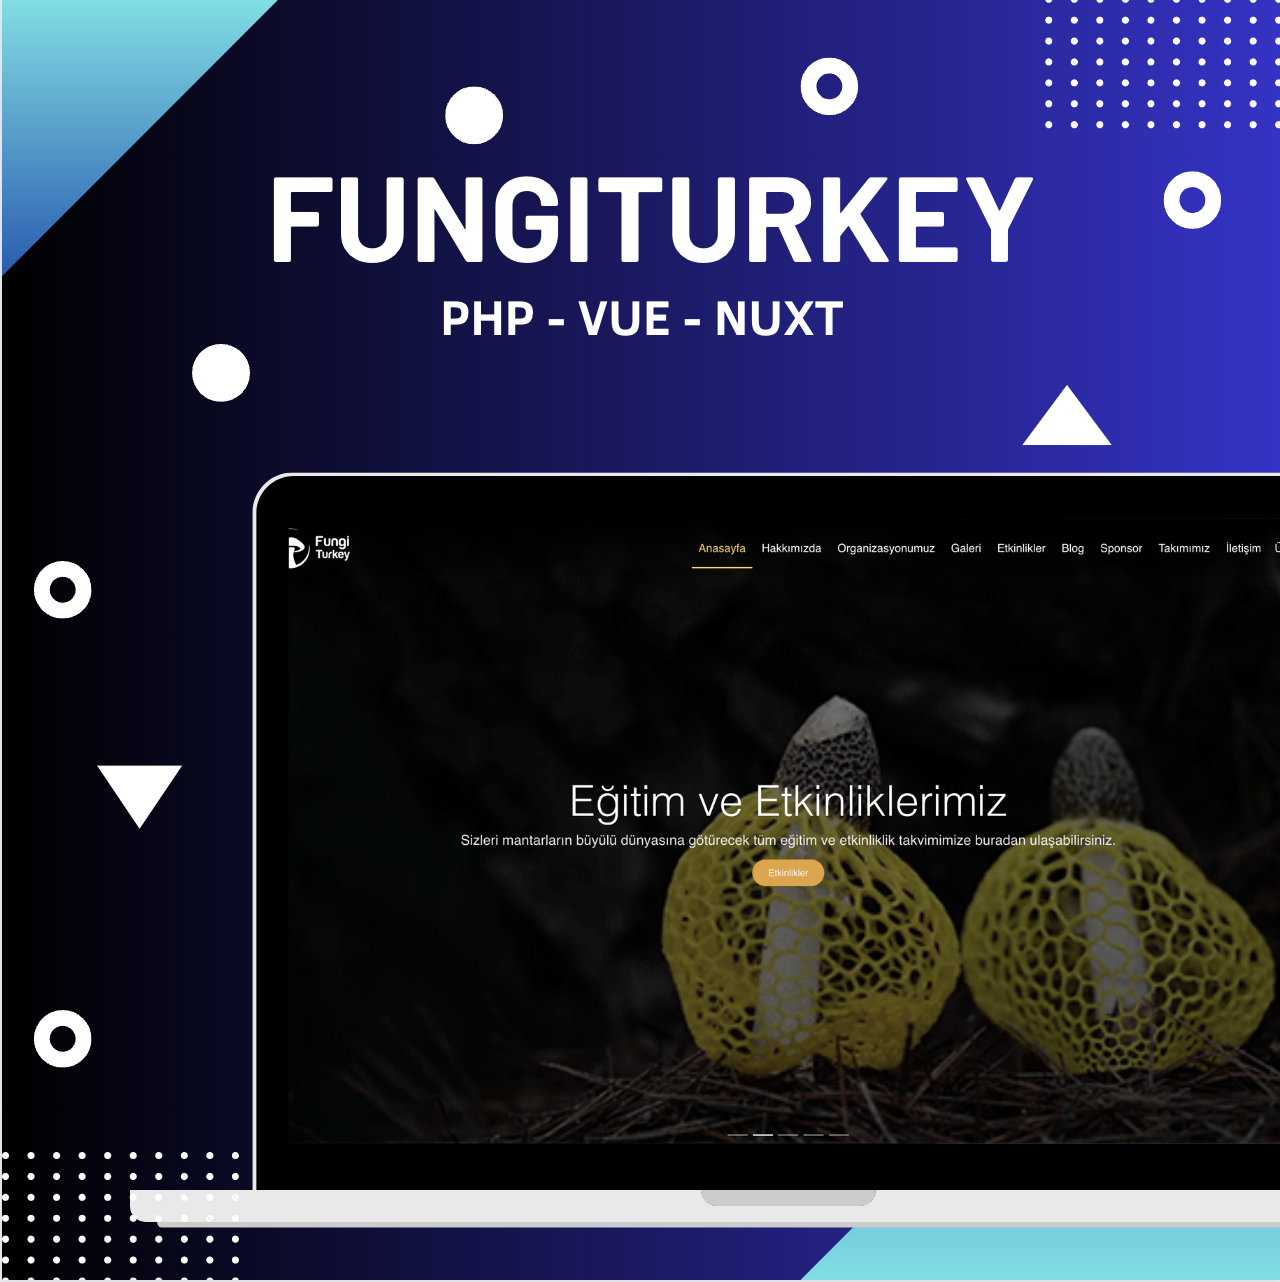 FUNGITURKEY
PHP - VUE - NUXT
Fungi
Turkey
Anasayfa Hakkımızda Organizasyonumuz Galeri Etkinlikler Blog Sponsor Takımımız İletişim
Eğitim ve Etkinliklerimiz
Sizleri mantarların büyülü dünyasına götürecek tüm eğitim ve etkinliklik takvimimize buradan ulaşabilirsiniz.
Etkinlikler